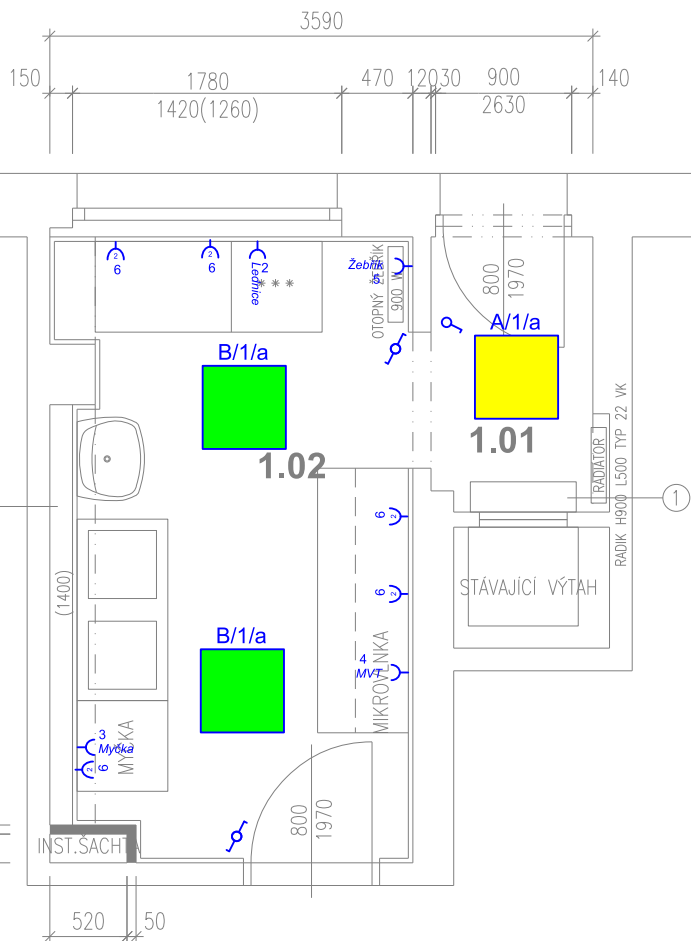 3590
150
1780
470
120
30
900
140
1420(1260)
2630
2
6
2
6
2
Lednice
***
Žebřík
5
OTOPNÝ ŽEBŘÍK
900 W
800
1970
B/1/a
A/1/a
1.02
1.01
RADIÁTOR
RADIK H900 L500 TYP 22 VK
1
6
2
6
2
STÁVAJÍCÍ VÝTAH
(1400)
B/1/a
4
MVT
MIKROVLNKA
3
Myčka
2
6
MYČKA
800
1970
INST.ŠACHTA
520
50